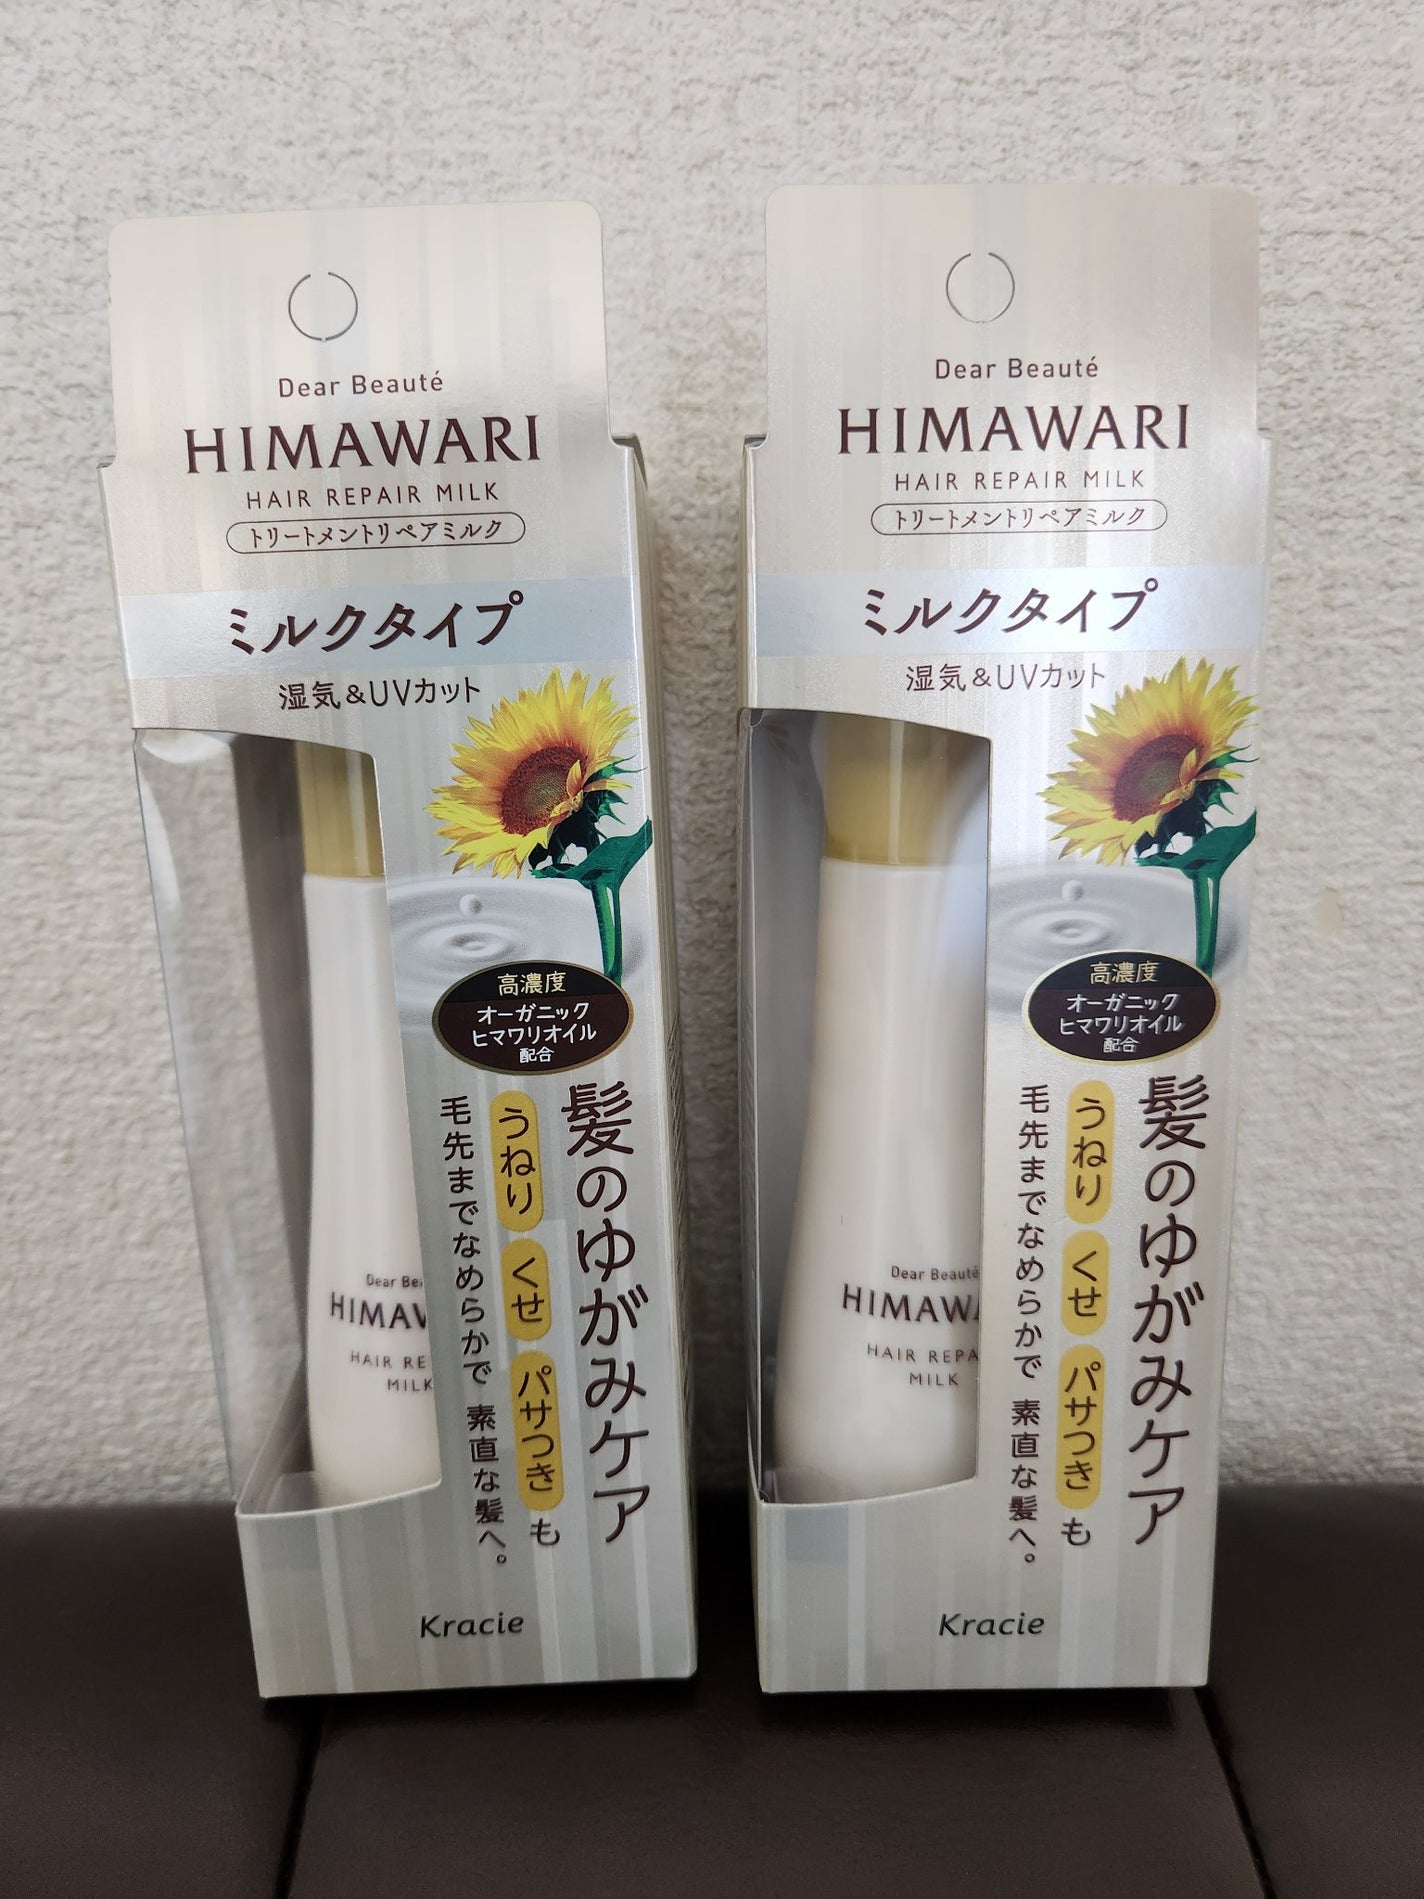 Dear Beauté
HIMAWARI
HAIR REPAIR MILK
トリートメントリペアミルク
ミルクタイプ
湿気&UVカット
高濃度
オーガニック
ヒマワリオイル
配合
髪のゆがみケア
うねり くせ パサつきも
毛先までなめらかで 素直な髪へ。
Dear Be
HIMAW
HAIR RE
MILK
Kracie
Dear Beauté
HIMAWARI
HAIR REPAIR MILK
トリートメントリペアミルク
ミルクタイプ
湿気&UVカット
高濃度
オーガニック
ヒマワリオイル
配合
髪のゆがみケア
うねり くせ パサつきも
毛先までなめらかで 素直な髪へ。
Dear Beauté
HIMAWA
HAIR REPA
MILK
Kracie